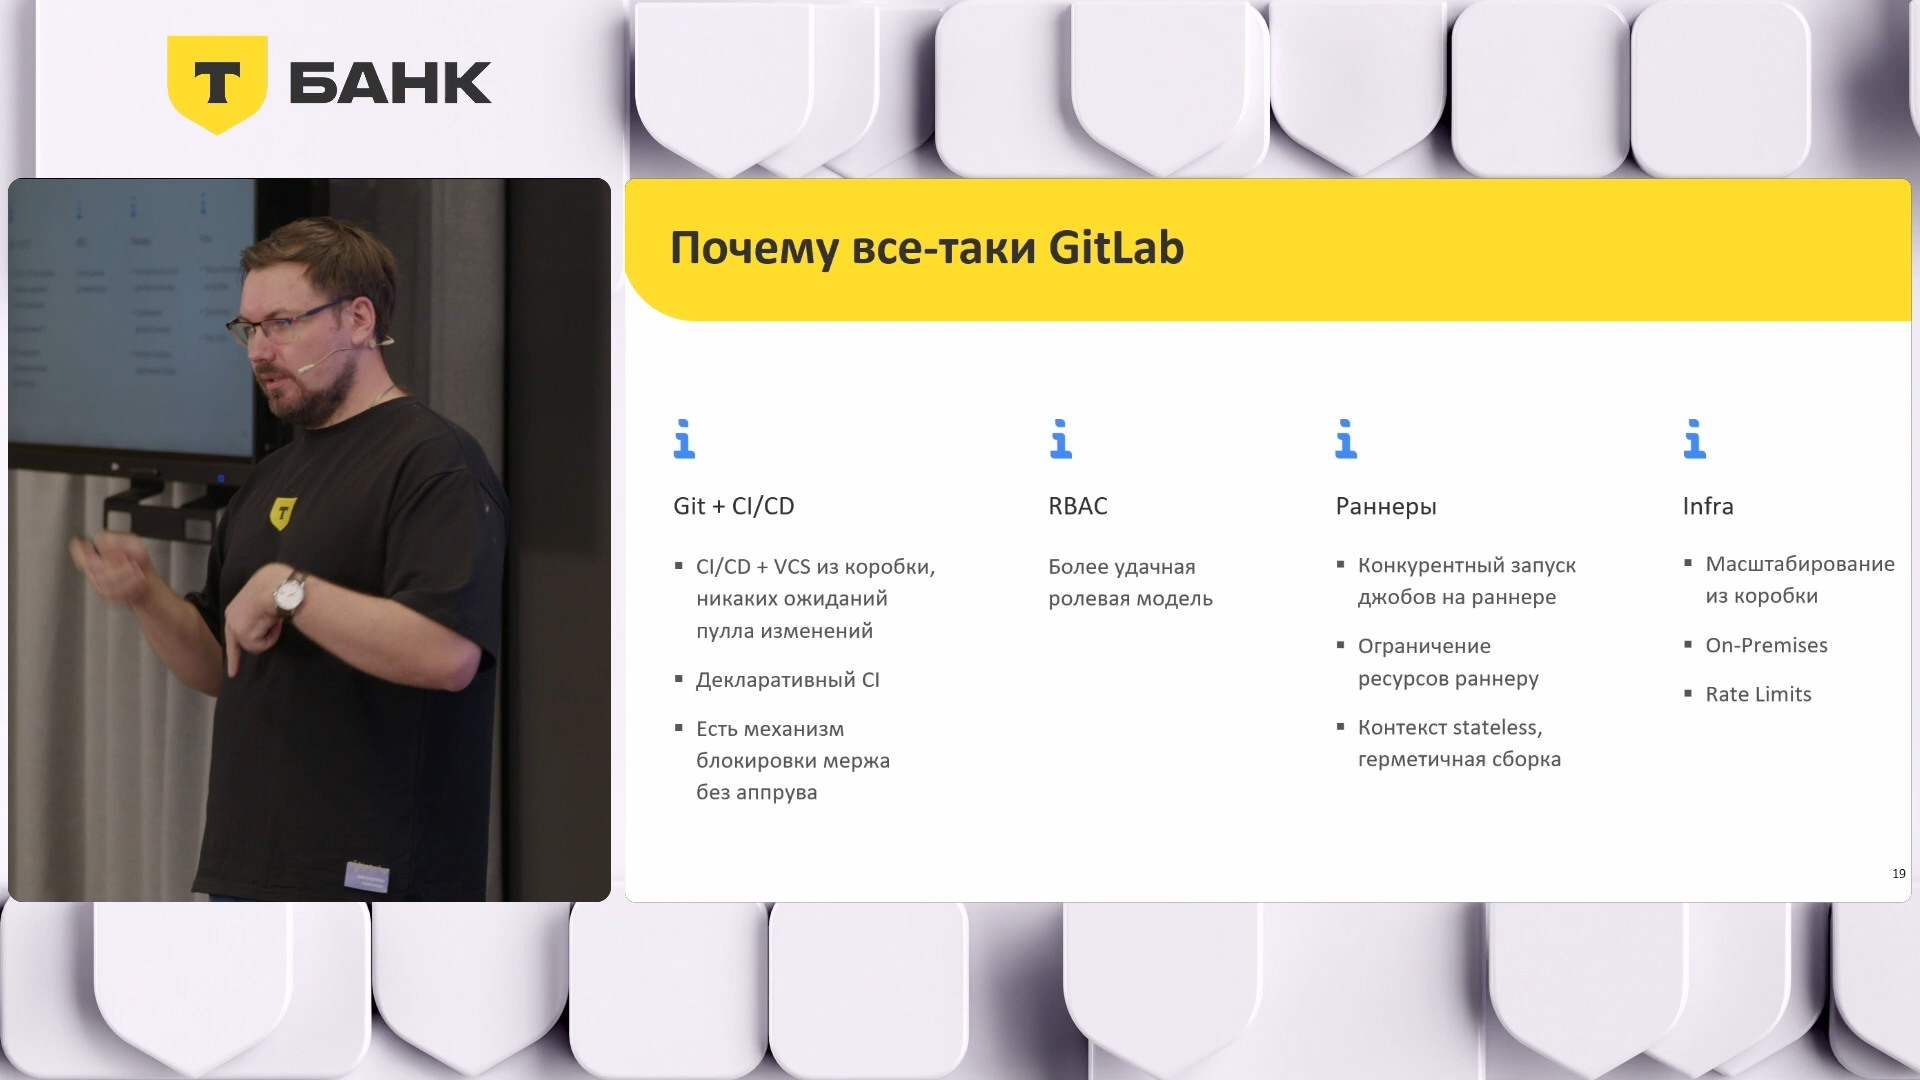 Т БАНК
Почему все-таки GitLab
Git + CI/CD
▪ CI/CD + VCS из коробки,
никаких ожиданий
пулла изменений
▪ Декларативный CI
▪ Есть механизм
блокировки мержа
без аппрува
RBAC
Более удачная
ролевая модель
Раннеры
▪ Конкурентный запуск
джобов на раннере
▪ Ограничение
ресурсов раннеру
▪ Контекст stateless,
герметичная сборка
Infra
▪ Масштабирование
из коробки
▪ On-Premises
▪ Rate Limits
19
Т